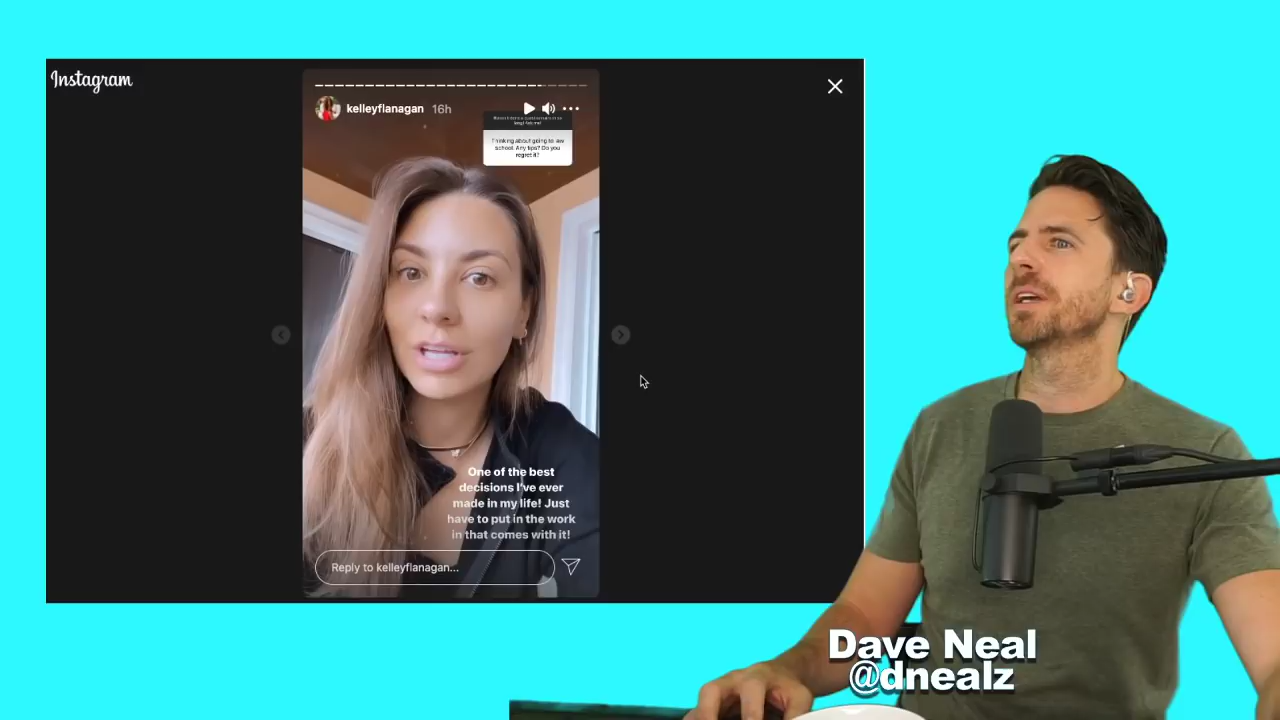 Instagram
kelleyflanagan 16h
Thinking about going to law
school. Any tips? Do you
regret it?
One of the best
decisions I've ever
made in my life! Just
have to put in the work
in that comes with it!
Reply to kelleyflanagan...
Dave Neal
@dnealz